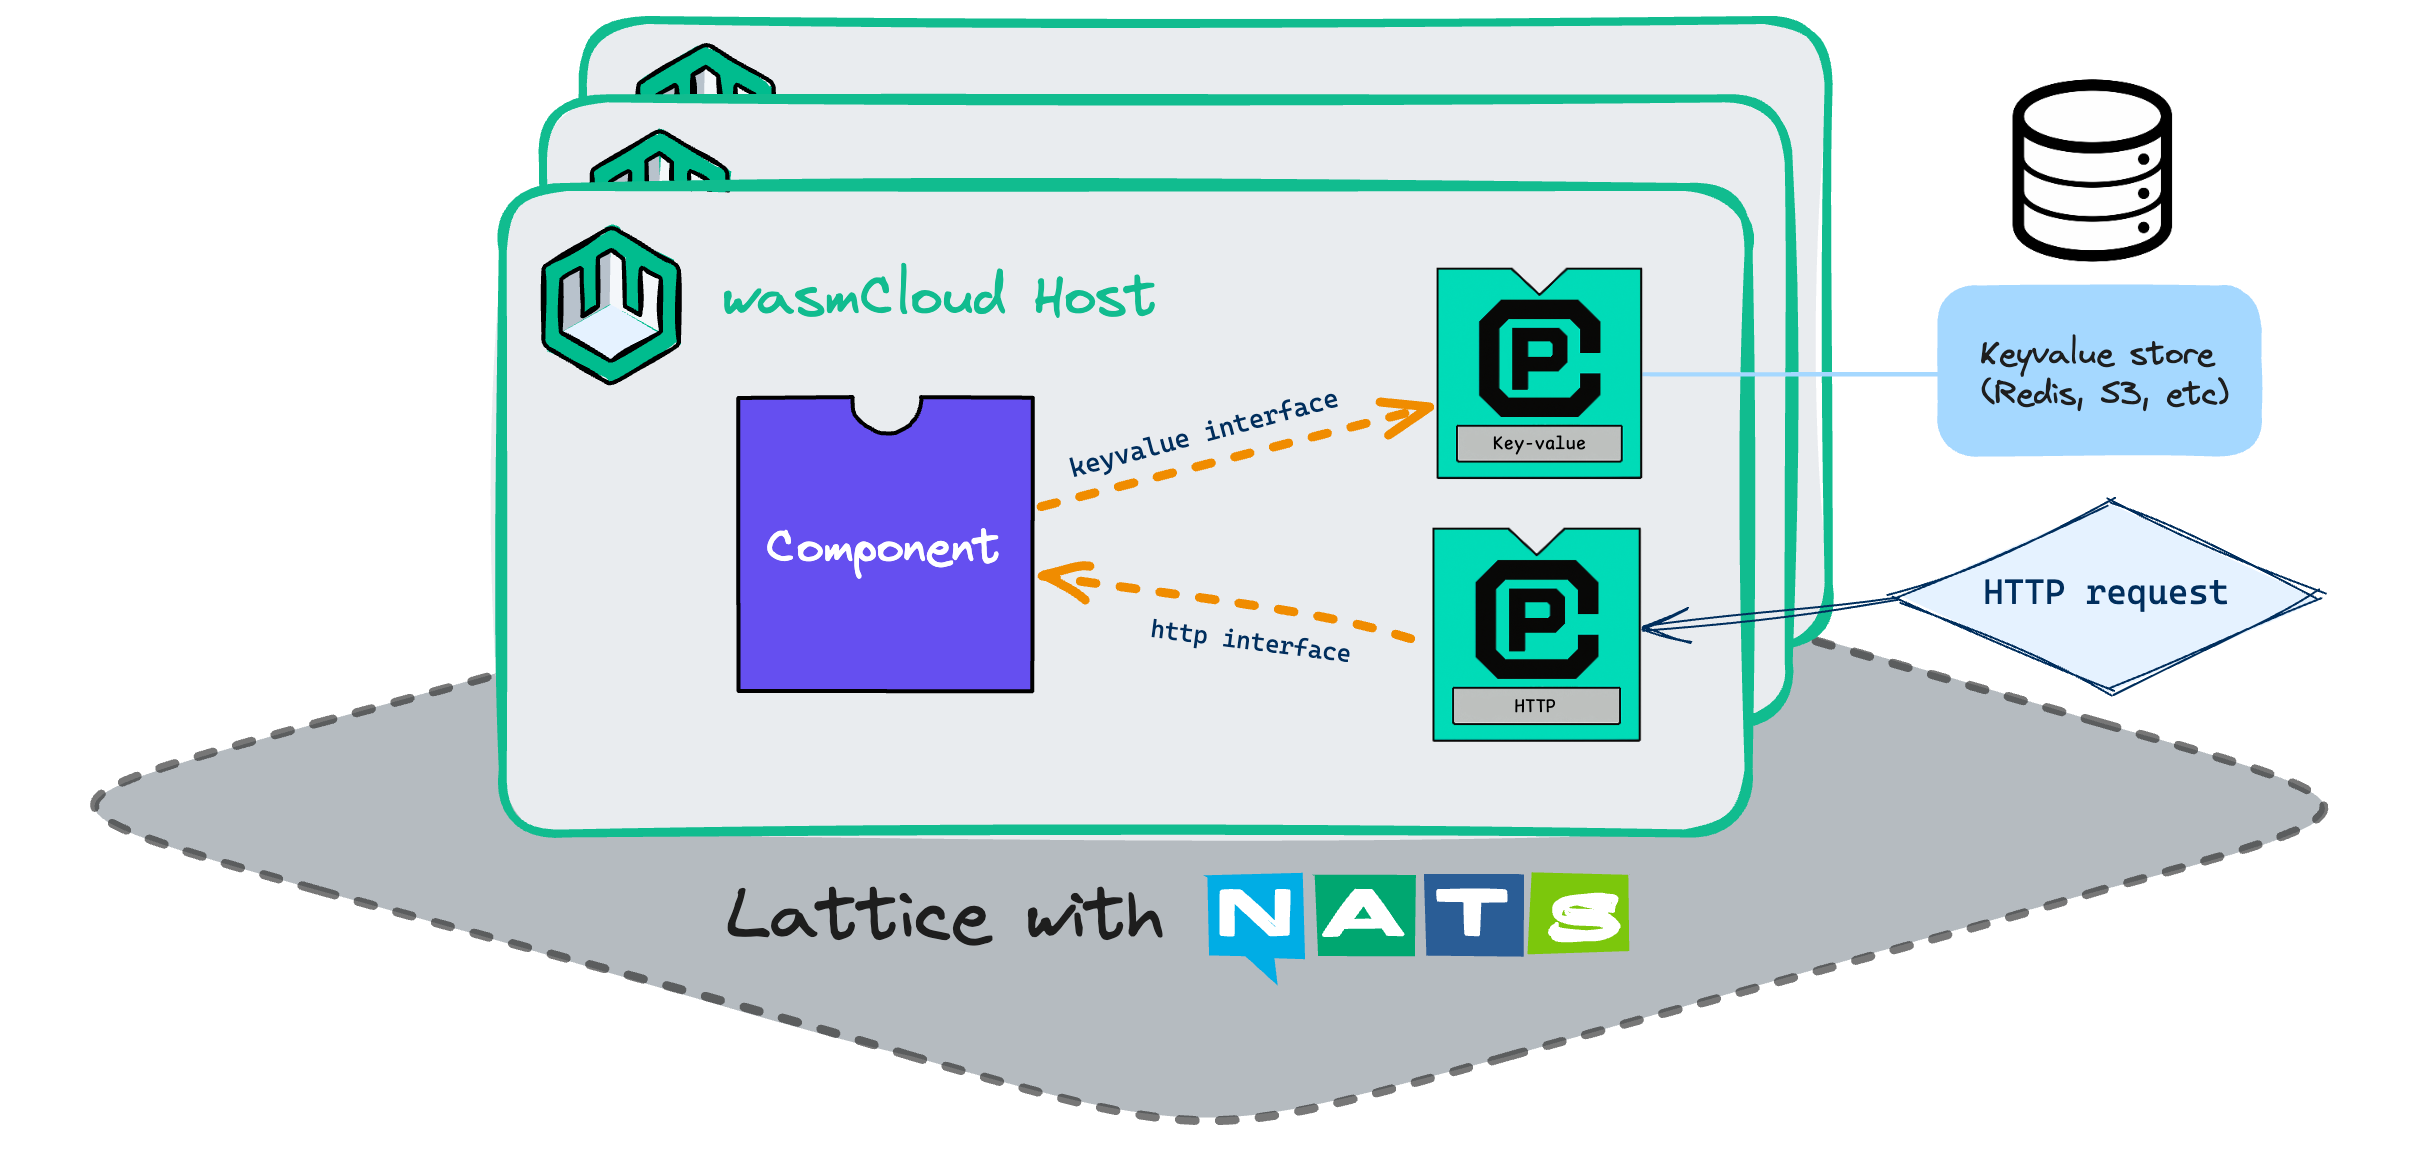 wasmCloud Host
Component
keyvalue interface
http interface
P
Key-value
P
HTTP
Keyvalue store
(Redis, S3, etc)
HTTP request
Lattice with NATS